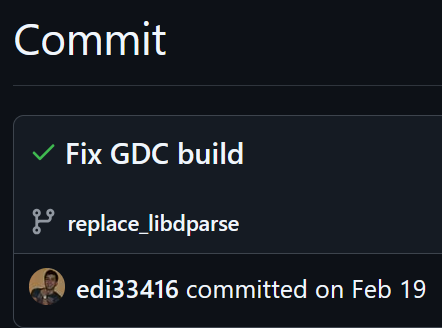 Commit
Fix GDC build
replace_libdparse
edi33416 committed on Feb 19